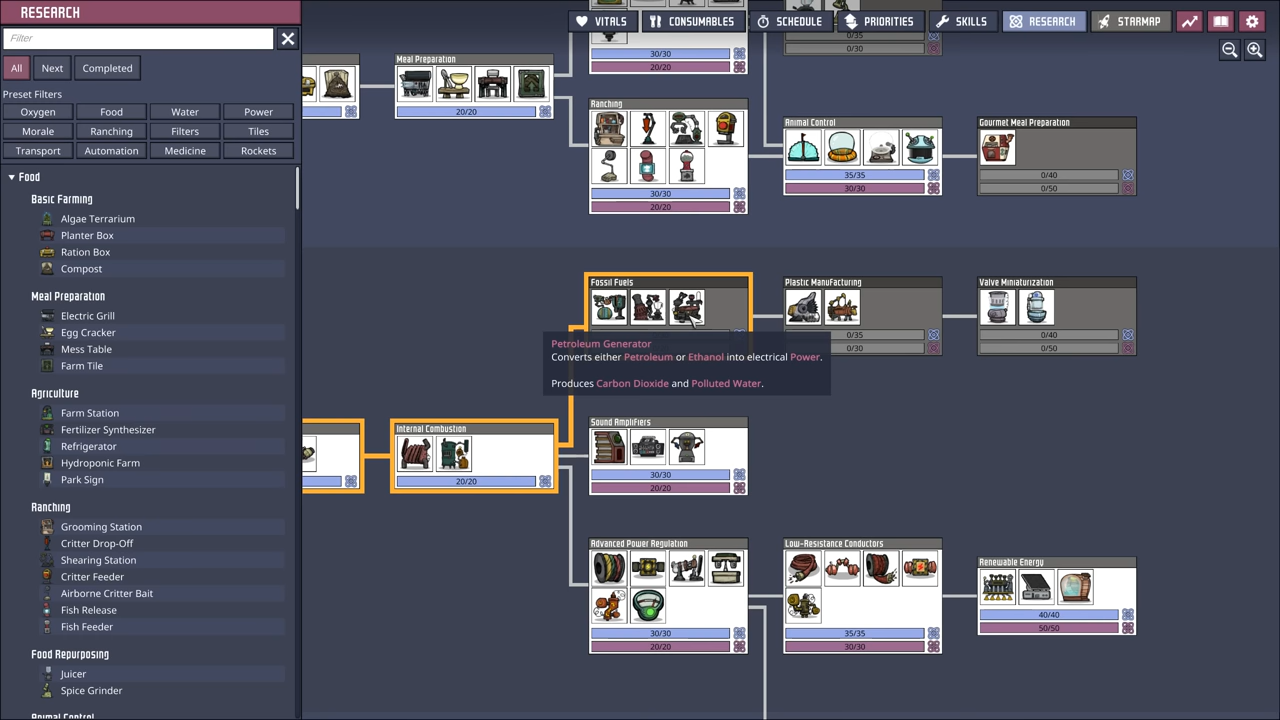 RESEARCH
VITALS
CONSUMABLES
SCHEDULE
PRIORITIES
SKILLS
RESEARCH
STARMAP
Filter
All
Next
Completed
Preset Filters
Oxygen
Food
Water
Power
Morale
Ranching
Filters
Tiles
Transport
Automation
Medicine
Rockets
Food
Basic Farming
Algae Terrarium
Planter Box
Ration Box
Compost
Meal Preparation
Electric Grill
Egg Cracker
Mess Table
Farm Tile
Agriculture
Farm Station
Fertilizer Synthesizer
Refrigerator
Hydroponic Farm
Park Sign
Ranching
Grooming Station
Critter Drop-Off
Shearing Station
Critter Feeder
Airborne Critter Bait
Fish Release
Fish Feeder
Food Repurposing
Juicer
Spice Grinder
Animal Control
30/30
20/20
0/35
0/30
Meal Preparation
20/20
Ranching
30/30
20/20
Animal Control
35/35
30/30
Gourmet Meal Preparation
0/40
0/50
Fossil Fuels
Plastic Manufacturing
0/35
0/30
Valve Miniaturization
0/40
0/50
Petroleum Generator
Converts either Petroleum or Ethanol into electrical Power.
Produces Carbon Dioxide and Polluted Water.
Internal Combustion
20/20
Sound Amplifiers
30/30
20/20
Advanced Power Regulation
30/30
20/20
Low-Resistance Conductors
35/35
30/30
Renewable Energy
40/40
50/50